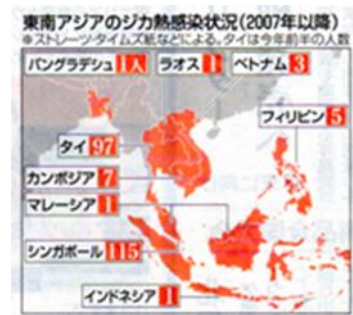 東南アジアのジカ熱感染状況(2007年以降)
※ストレーツ・タイムズ紙などによる。タイは今年前半の人数
バングラデシュ 1人 ラオス 1 ベトナム 3
フィリピン 5
タイ 97
カンボジア 7
マレーシア 1
シンガポール 115
インドネシア 1